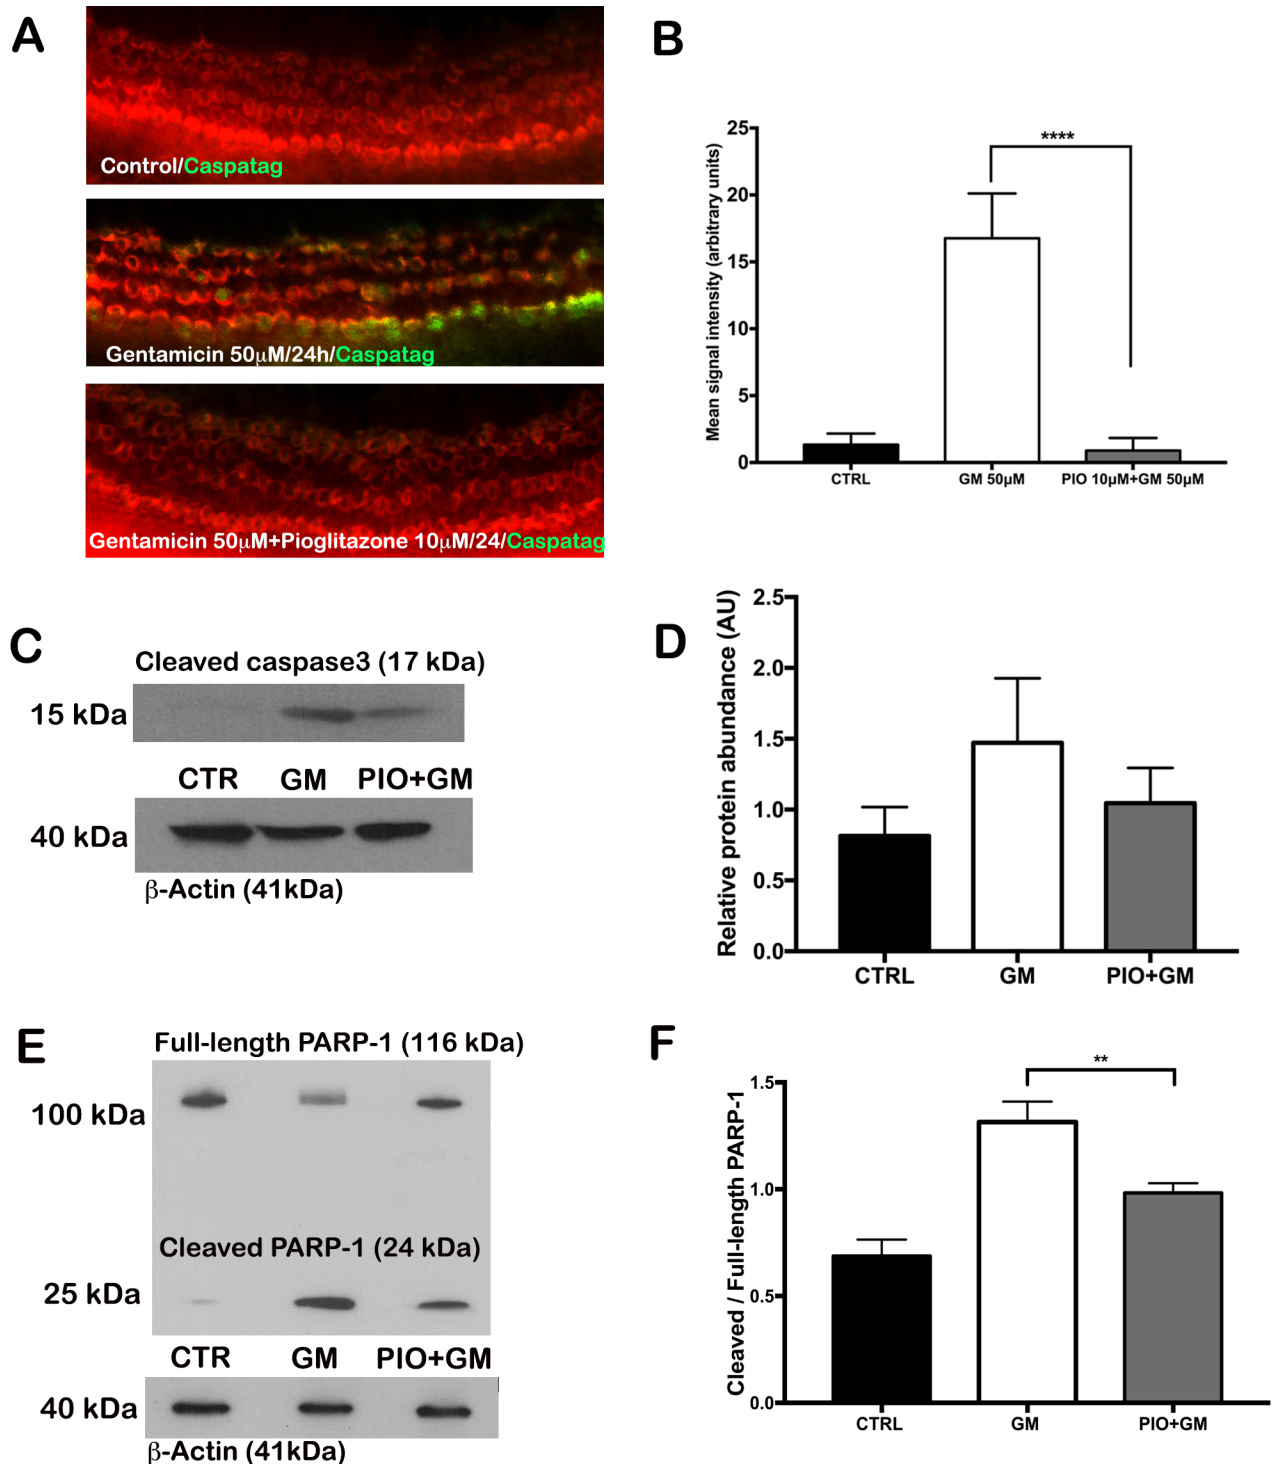 A
Control/Caspatag
Gentamicin 50μM/24h/Caspatag
Gentamicin 50μM+Pioglitazone 10μM/24/Caspatag
B
Mean signal intensity (arbitrary units)
25
20
15
10
5
0
****
CTRL
GM 50μM
PIO 10μM+GM 50μM
C
Cleaved caspase3 (17 kDa)
15 kDa
CTR GM PIO+GM
40 kDa
β-Actin (41kDa)
D
Relative protein abundance (AU)
2.5
2.0
1.5
1.0
0.5
0.0
CTRL
GM
PIO+GM
E
Full-length PARP-1 (116 kDa)
100 kDa
Cleaved PARP-1 (24 kDa)
25 kDa
CTR GM PIO+GM
40 kDa
β-Actin (41kDa)
F
Cleaved / Full-length PARP-1
1.5
1.0
0.5
0.0
**
CTRL
GM
PIO+GM